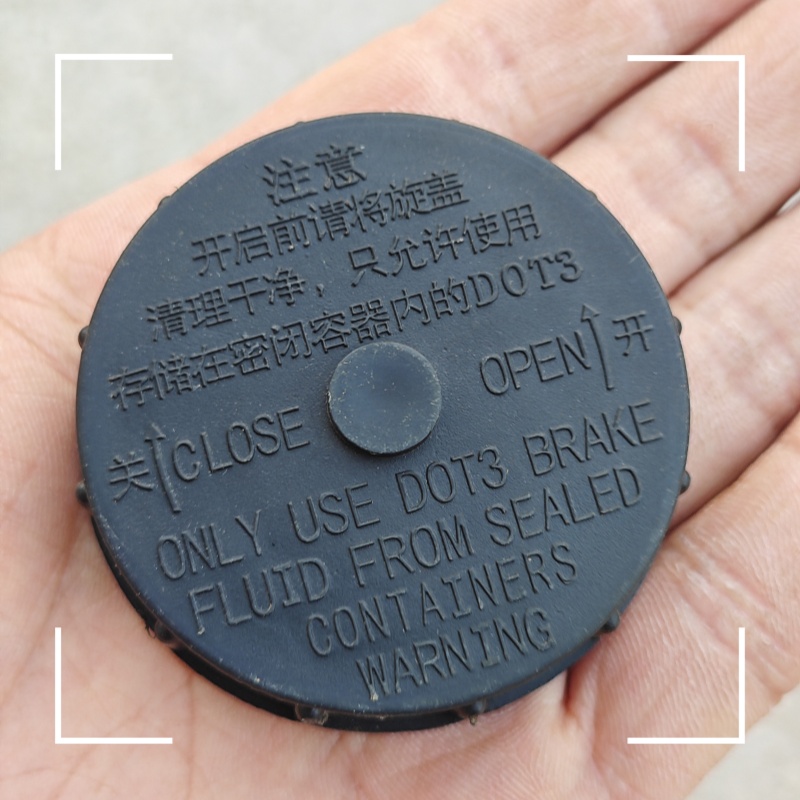 注意
开启前请将旋盖
清理干净，只允许使用
存储在密闭容器内的DOT3
OPEN↑开
关↑CLOSE
ONLY USE DOT3 BRAKE
FLUID FROM SEALED
CONTAINERS
WARNING